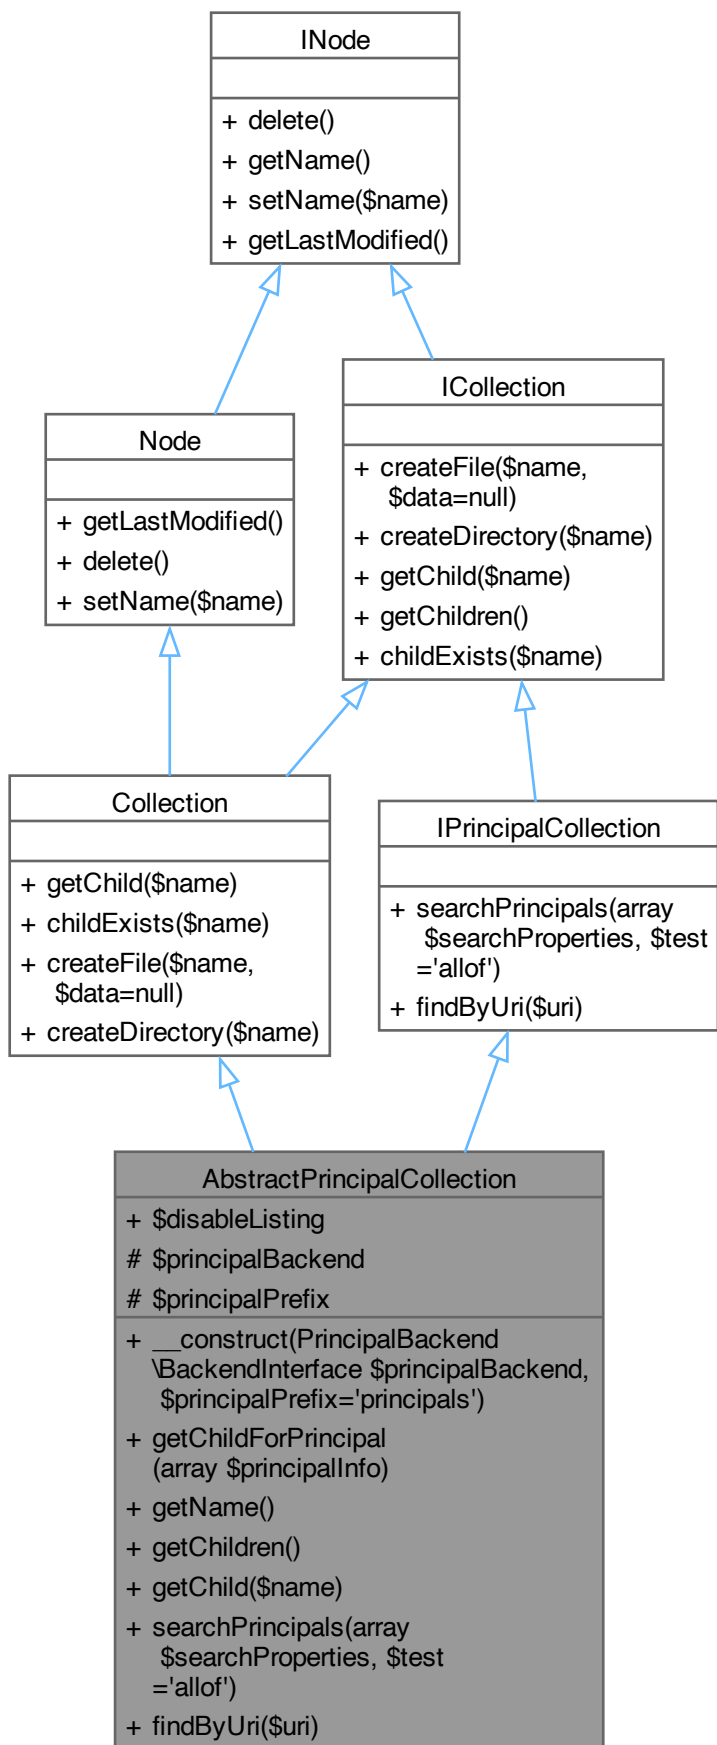 INode
+ delete()
+ getName()
+ setName($name)
+ getLastModified()
ICollection
+ createFile($name,
$data=null)
+ createDirectory($name)
+ getChild($name)
+ getChildren()
+ childExists($name)
Node
+ getLastModified()
+ delete()
+ setName($name)
Collection
+ getChild($name)
+ childExists($name)
+ createFile($name,
$data=null)
+ createDirectory($name)
IPrincipalCollection
+ searchPrincipals(array
$searchProperties, $test
='allof')
+ findByUri($uri)
AbstractPrincipalCollection
+ $disableListing
# $principalBackend
# $principalPrefix
+ __construct(PrincipalBackend
\BackendInterface $principalBackend,
$principalPrefix='principals')
+ getChildForPrincipal
(array $principalInfo)
+ getName()
+ getChildren()
+ getChild($name)
+ searchPrincipals(array
$searchProperties, $test
='allof')
+ findByUri($uri)